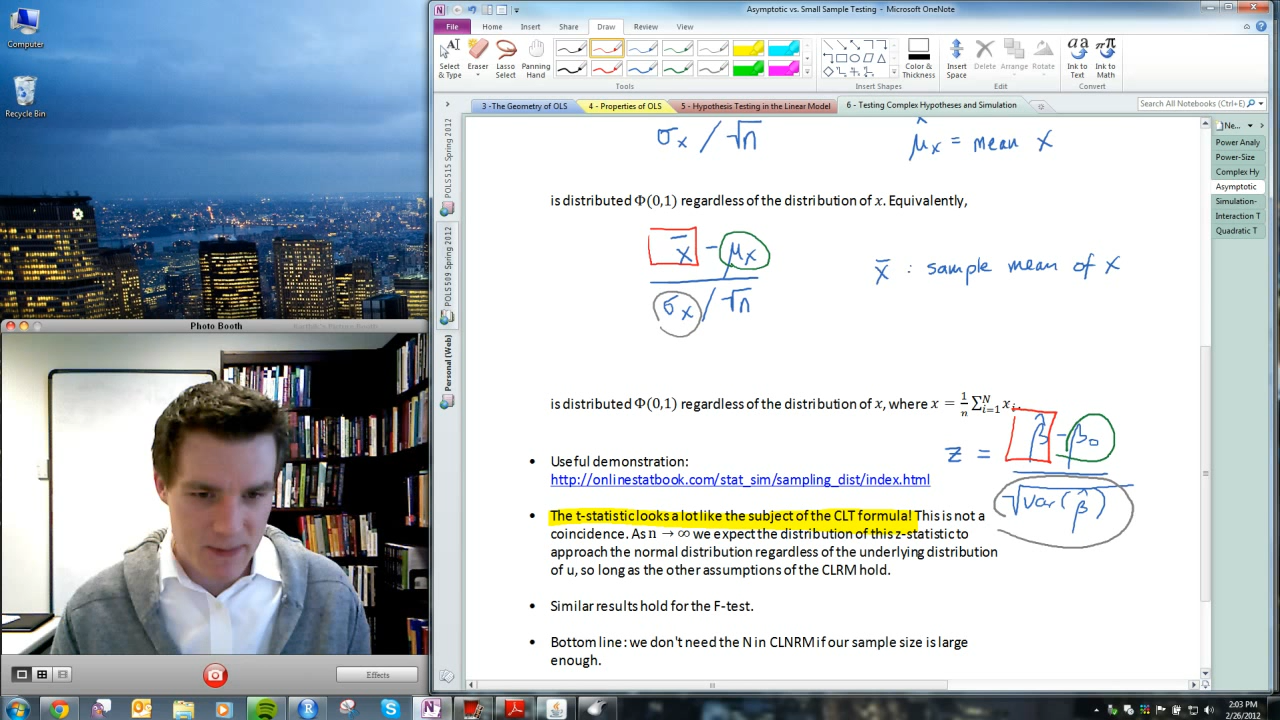 Computer
Recycle Bin
Asymptotic vs. Small Sample Testing - Microsoft OneNote
File Home Insert Share Draw Review View
Select & Type
Eraser
Lasso Select
Panning Hand
Color & Thickness
Insert Space
Delete
Arrange
Rotate
Ink to Text
Ink to Math
Tools
Insert Shapes
Edit
Convert
3 -The Geometry of OLS
4 - Properties of OLS
5 - Hypothesis Testing in the Linear Model
6 - Testing Complex Hypotheses and Simulation
Search All Notebooks (Ctrl+E)
Ne...
Power Analy
Power-Size
Complex Hy
Asymptotic
Simulation-
Interaction T
Quadratic T
POLS 515 Spring 2012
POLS 509 Spring 2012
Personal (Web)
σx / √n
μ̂x = mean x
is distributed Φ(0,1) regardless of the distribution of x. Equivalently,
x̄ - μx
σx / √n
x̄ : sample mean of x
is distributed Φ(0,1) regardless of the distribution of x, where x = 1/n ∑ᴺᵢ₌₁ xᵢ.
z = β̂ - β₀
√var(β̂)
• Useful demonstration:
http://onlinestatbook.com/stat_sim/sampling_dist/index.html
• The t-statistic looks a lot like the subject of the CLT formula! This is not a
coincidence. As n → ∞ we expect the distribution of this z-statistic to
approach the normal distribution regardless of the underlying distribution
of u, so long as the other assumptions of the CLRM hold.
• Similar results hold for the F-test.
• Bottom line: we don't need the N in CLNRM if our sample size is large
enough.
Photo Booth
Effects
2:03 PM
2/26/2012